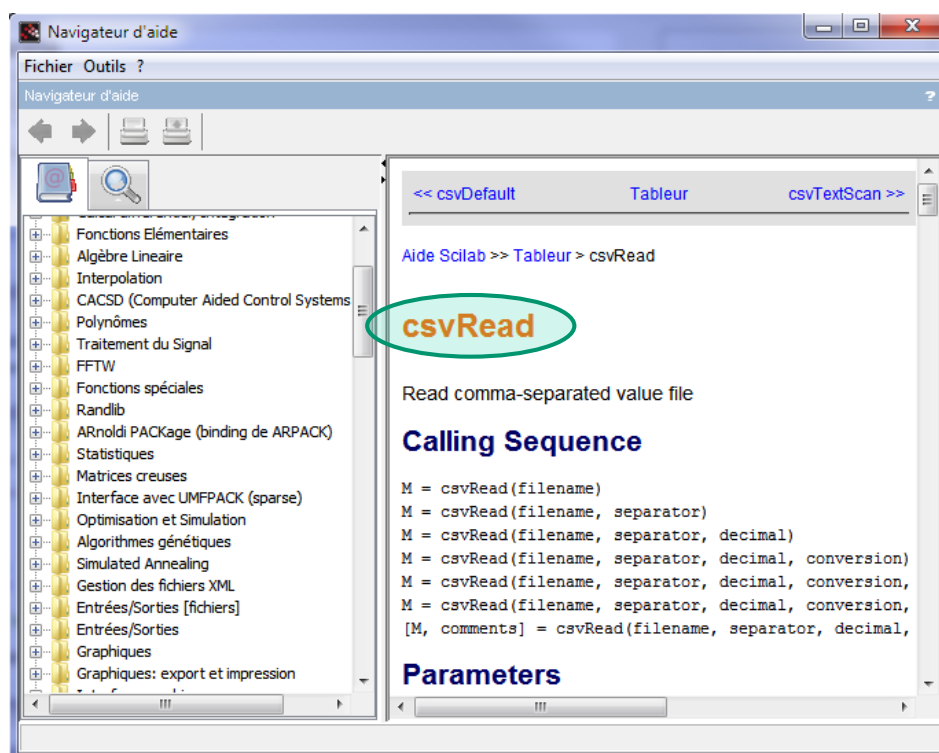 Navigateur d'aide
Fichier Outils ?
Navigateur d'aide ?
Fonctions Elémentaires
Algèbre Lineaire
Interpolation
CACSD (Computer Aided Control Systems
Polynômes
Traitement du Signal
FFTW
Fonctions spéciales
Randlib
ARnoldi PACKage (binding de ARPACK)
Statistiques
Matrices creuses
Interface avec UMFPACK (sparse)
Optimisation et Simulation
Algorithmes génétiques
Simulated Annealing
Gestion des fichiers XML
Entrées/Sorties [fichiers]
Entrées/Sorties
Graphiques
Graphiques: export et impression
<< csvDefault Tableur csvTextScan >>
Aide Scilab >> Tableur > csvRead
csvRead
Read comma-separated value file
Calling Sequence
M = csvRead(filename)
M = csvRead(filename, separator)
M = csvRead(filename, separator, decimal)
M = csvRead(filename, separator, decimal, conversion)
M = csvRead(filename, separator, decimal, conversion,
M = csvRead(filename, separator, decimal, conversion,
[M, comments] = csvRead(filename, separator, decimal,
Parameters